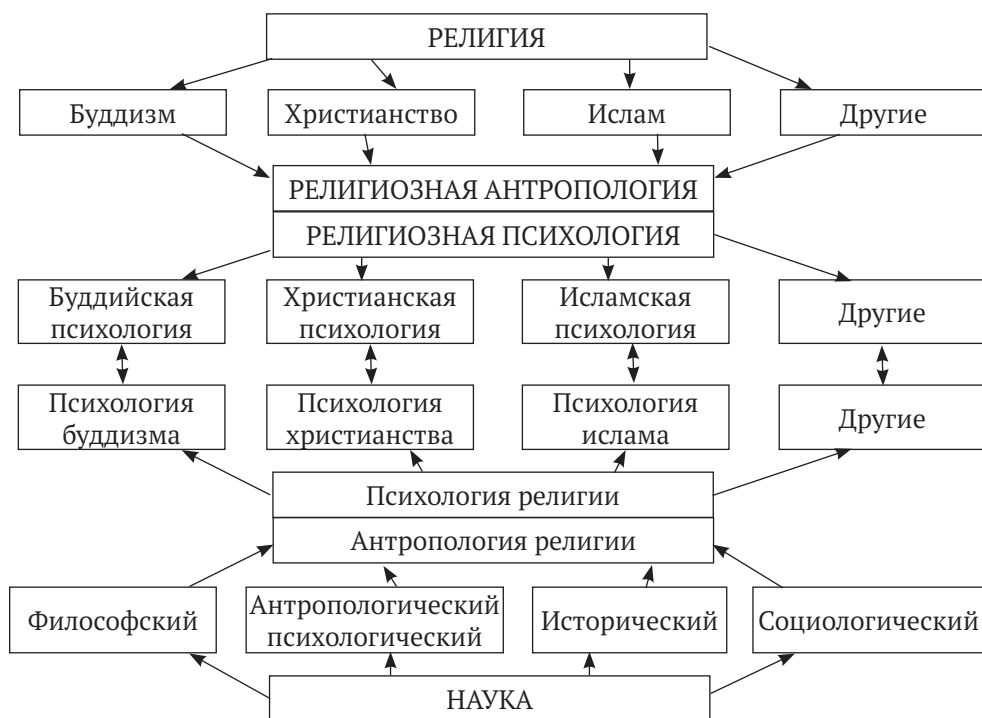 РЕЛИГИЯ
Буддизм
Христианство
Ислам
Другие
РЕЛИГИОЗНАЯ АНТРОПОЛОГИЯ
РЕЛИГИОЗНАЯ ПСИХОЛОГИЯ
Буддийская
психология
Христианская
психология
Исламская
психология
Другие
Психология
буддизма
Психология
христианства
Психология
ислама
Другие
Психология религии
Антропология религии
Философский
Антропологический
психологический
Исторический
Социологический
НАУКА